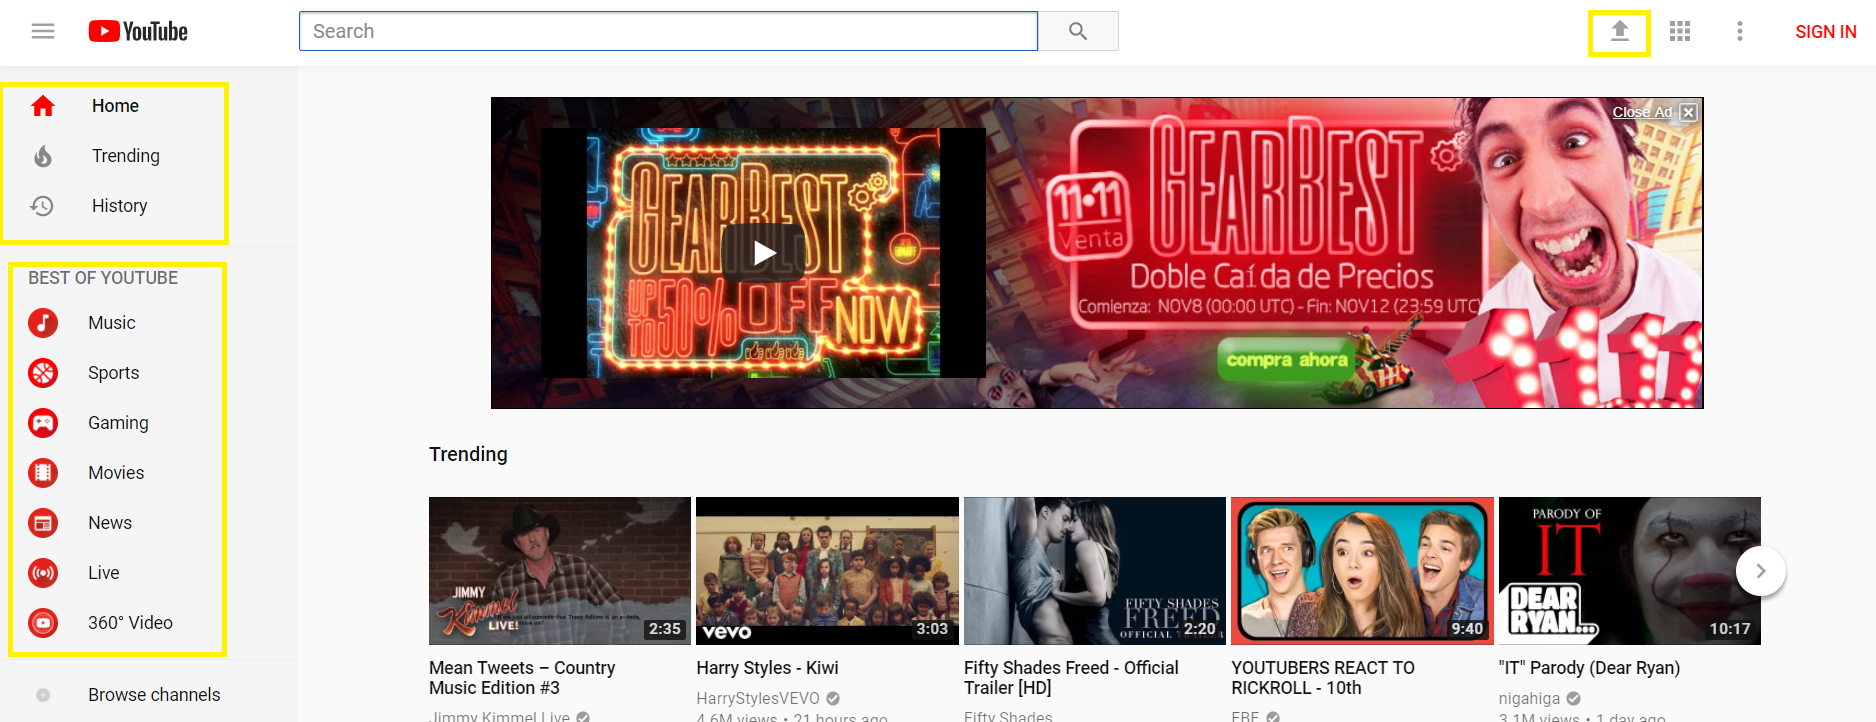 YouTube
Search
SIGN IN
Home
Trending
History
BEST OF YOUTUBE
Music
Sports
Gaming
Movies
News
Live
360° Video
Browse channels
Close Ad
GEARBEST
UP TO 50% OFF
NOW
11•11
Venta
GEARBEST
Doble Caída de Precios
Comienza: NOV8 (00:00 UTC) - Fin: NOV12 (23:59 UTC)
compra ahora
11 11
Trending
JIMMY
Kimmel
LIVE!
2:35
Mean Tweets – Country
Music Edition #3
Jimmy Kimmel Live
vevo
3:03
Harry Styles - Kiwi
HarryStylesVEVO
4.6M views • 21 hours ago
FIFTY SHADES
FREED
OFFICIAL TRAILER
2:20
Fifty Shades Freed - Official
Trailer [HD]
Fifty Shades
9:40
YOUTUBERS REACT TO
RICKROLL - 10th
FBE
PARODY OF
IT
DEAR
RYAN...
10:17
"IT" Parody (Dear Ryan)
nigahiga
3.1M views • 1 day ago